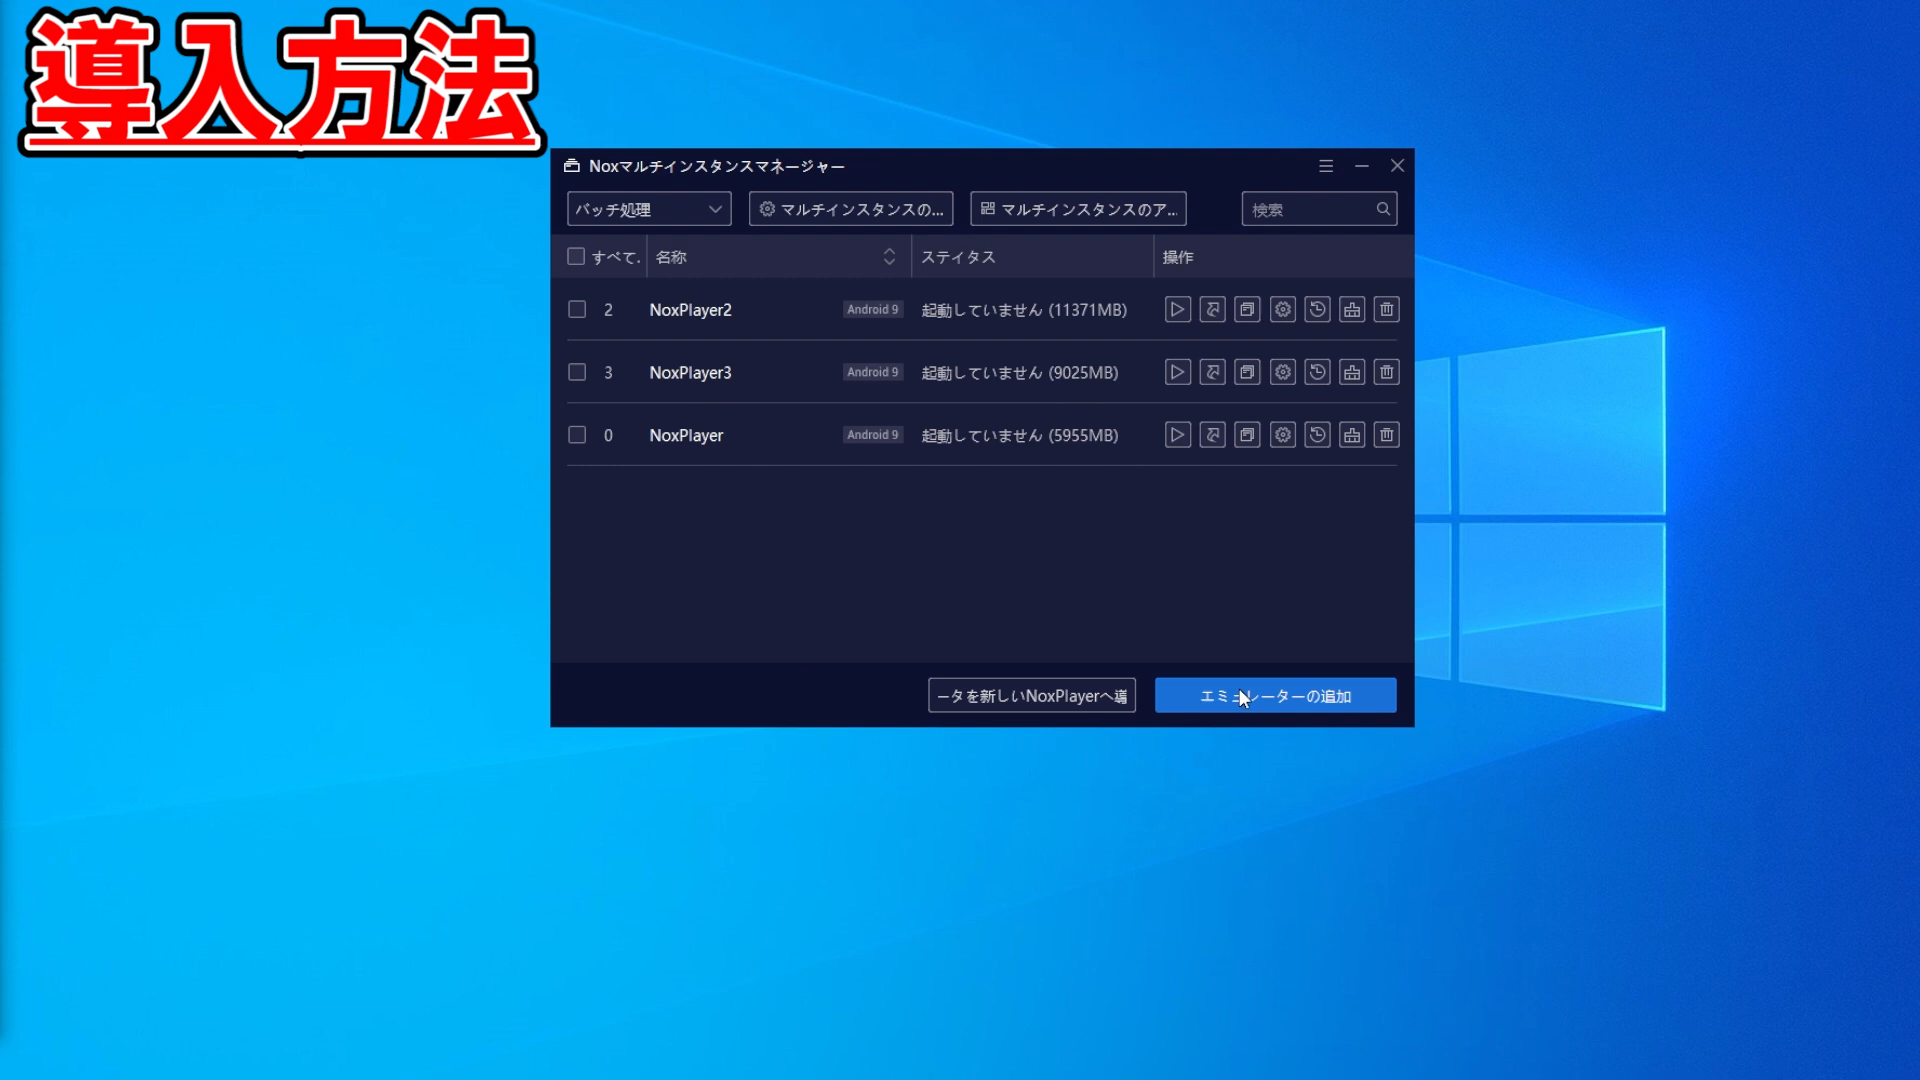 導入方法
Noxマルチインスタンスマネージャー
バッチ処理
マルチインスタンスの...
マルチインスタンスのア...
検索
すべて.
名称
ステイタス
操作
2 NoxPlayer2 Android 9 起動していません (11371MB)
3 NoxPlayer3 Android 9 起動していません (9025MB)
0 NoxPlayer Android 9 起動していません (5955MB)
ータを新しいNoxPlayerへ導
エミュレーターの追加